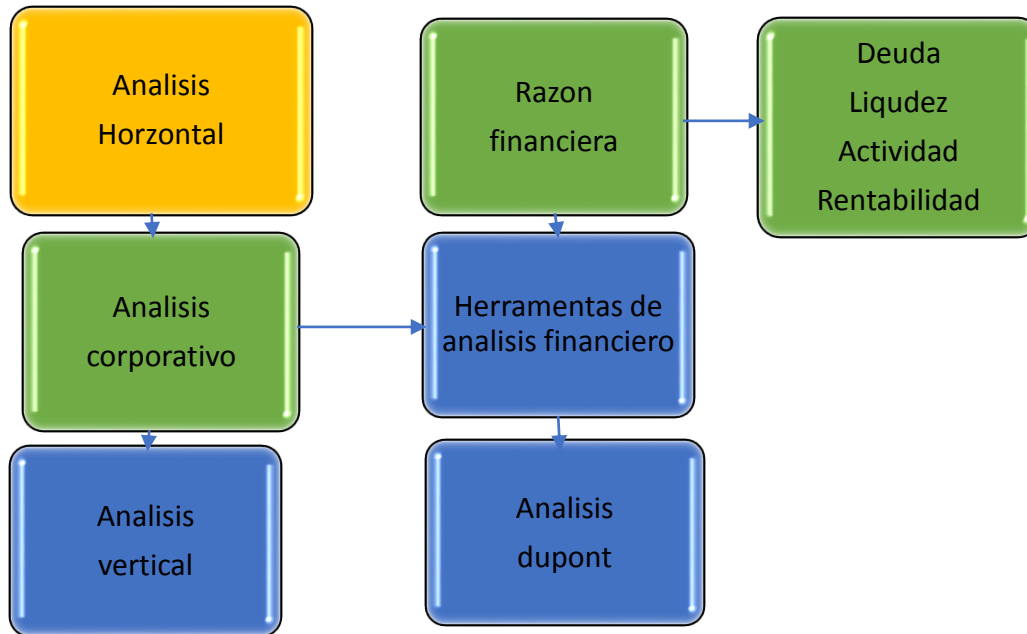 Analisis
Horzontal
Razon
financiera
Deuda
Liqudez
Actividad
Rentabilidad
Analisis
corporativo
Herramentas de
analisis financiero
Analisis
vertical
Analisis
dupont